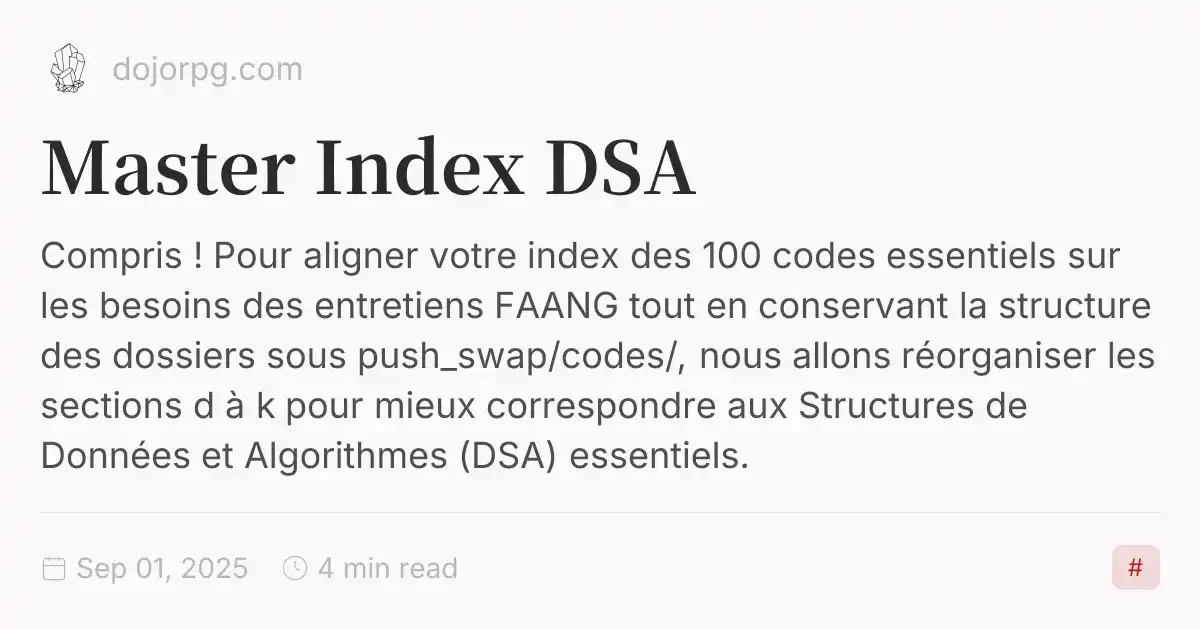 dojorpg.com
Master Index DSA
Compris ! Pour aligner votre index des 100 codes essentiels sur
les besoins des entretiens FAANG tout en conservant la structure
des dossiers sous push_swap/codes/, nous allons réorganiser les
sections d à k pour mieux correspondre aux Structures de
Données et Algorithmes (DSA) essentiels.
Sep 01, 2025 4 min read #